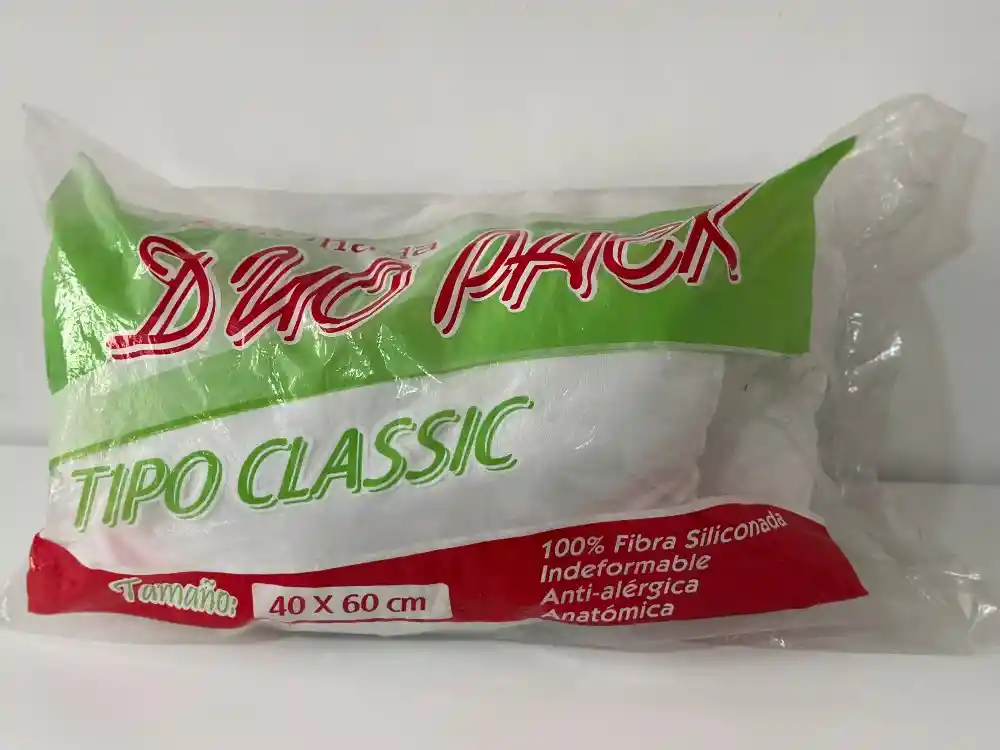 DUO PACK
TIPO CLASSIC
Tamaño:
40 X 60 cm
100% Fibra Siliconada
Indeformable
Anti-alérgica
Anatómica